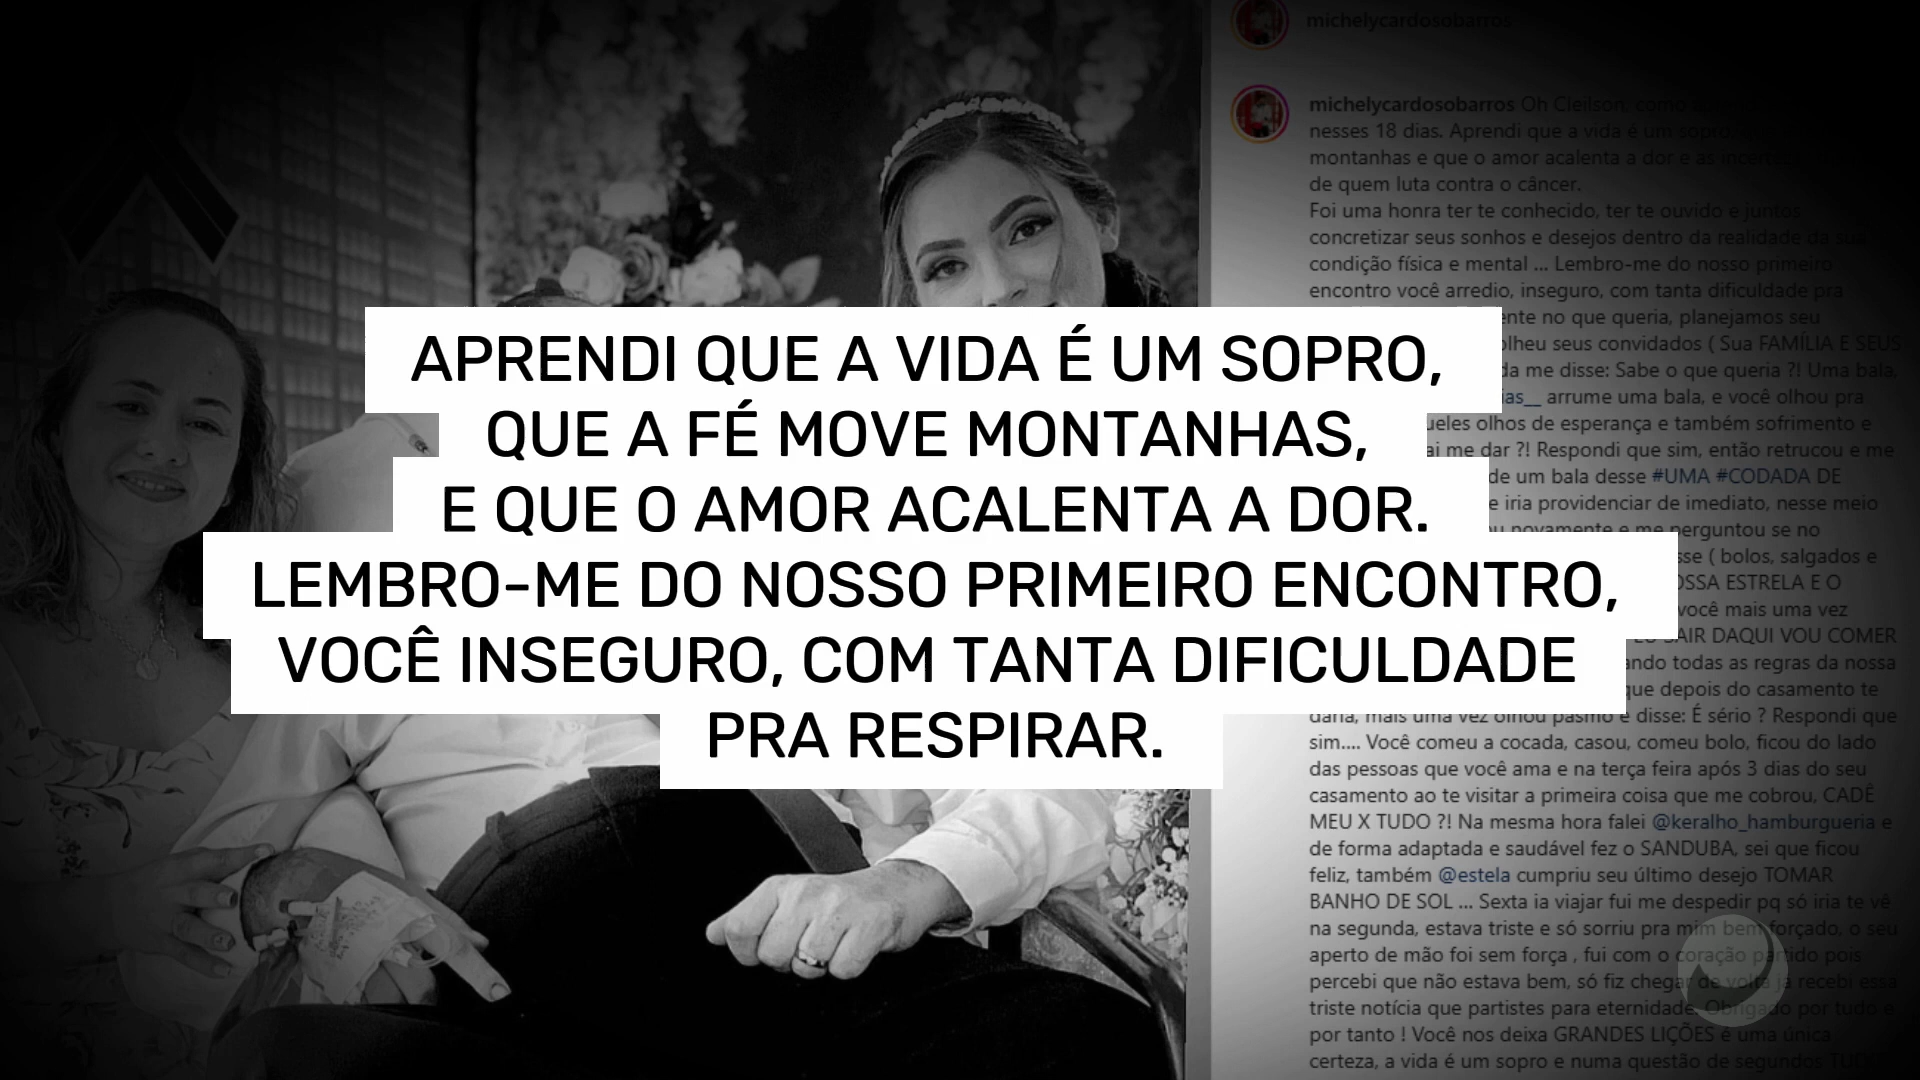 michelycardosobarros
michelycardosobarros Oh Cleilson, como
nesses 18 dias. Aprendi que a vida é um sopro,
montanhas e que o amor acalenta a dor e as
de quem luta contra o câncer.
Foi uma honra ter te conhecido, ter te ouvido e juntos
concretizar seus sonhos e desejos dentro da realidade da sua
condição física e mental ... Lembro-me do nosso primeiro
encontro você arredio, inseguro, com tanta dificuldade pra
APRENDI QUE A VIDA É UM SOPRO,
QUE A FÉ MOVE MONTANHAS,
E QUE O AMOR ACALENTA A DOR.
LEMBRO-ME DO NOSSO PRIMEIRO ENCONTRO,
VOCÊ INSEGURO, COM TANTA DIFICULDADE
PRA RESPIRAR.
ente no que queria, planejamos seu
olheu seus convidados ( Sua FAMÍLIA E SEUS
da me disse: Sabe o que queria ?! Uma bala,
ias__ arrume uma bala, e você olhou pra
ueles olhos de esperança e também sofrimento e
ai me dar ?! Respondi que sim, então retrucou e me
de um bala desse #UMA #CODADA DE
e iria providenciar de imediato, nesse meio
u novamente e me perguntou se no
sse ( bolos, salgados e
OSSA ESTRELA E O
você mais uma vez
EU SAIR DAQUI VOU COMER
ando todas as regras da nossa
que depois do casamento te
daria, mais uma vez olhou pasmo e disse: É sério ? Respondi que
sim.... Você comeu a cocada, casou, comeu bolo, ficou do lado
das pessoas que você ama e na terça feira após 3 dias do seu
casamento ao te visitar a primeira coisa que me cobrou, CADÊ
MEU X TUDO ?! Na mesma hora falei @keralho_hamburgueria e
de forma adaptada e saudável fez o SANDUBA, sei que ficou
feliz, também @estela cumpriu seu último desejo TOMAR
BANHO DE SOL ... Sexta ia viajar fui me despedir pq só iria te vê
na segunda, estava triste e só sorriu pra mim bem forçado, o seu
aperto de mão foi sem força , fui com o coração partido pois
percebi que não estava bem, só fiz chegar de volta já recebi essa
triste notícia que partistes para eternidade. Obrigado por tudo e
por tanto ! Você nos deixa GRANDES LIÇÕES e uma única
certeza, a vida é um sopro e numa questão de segundos TUDO